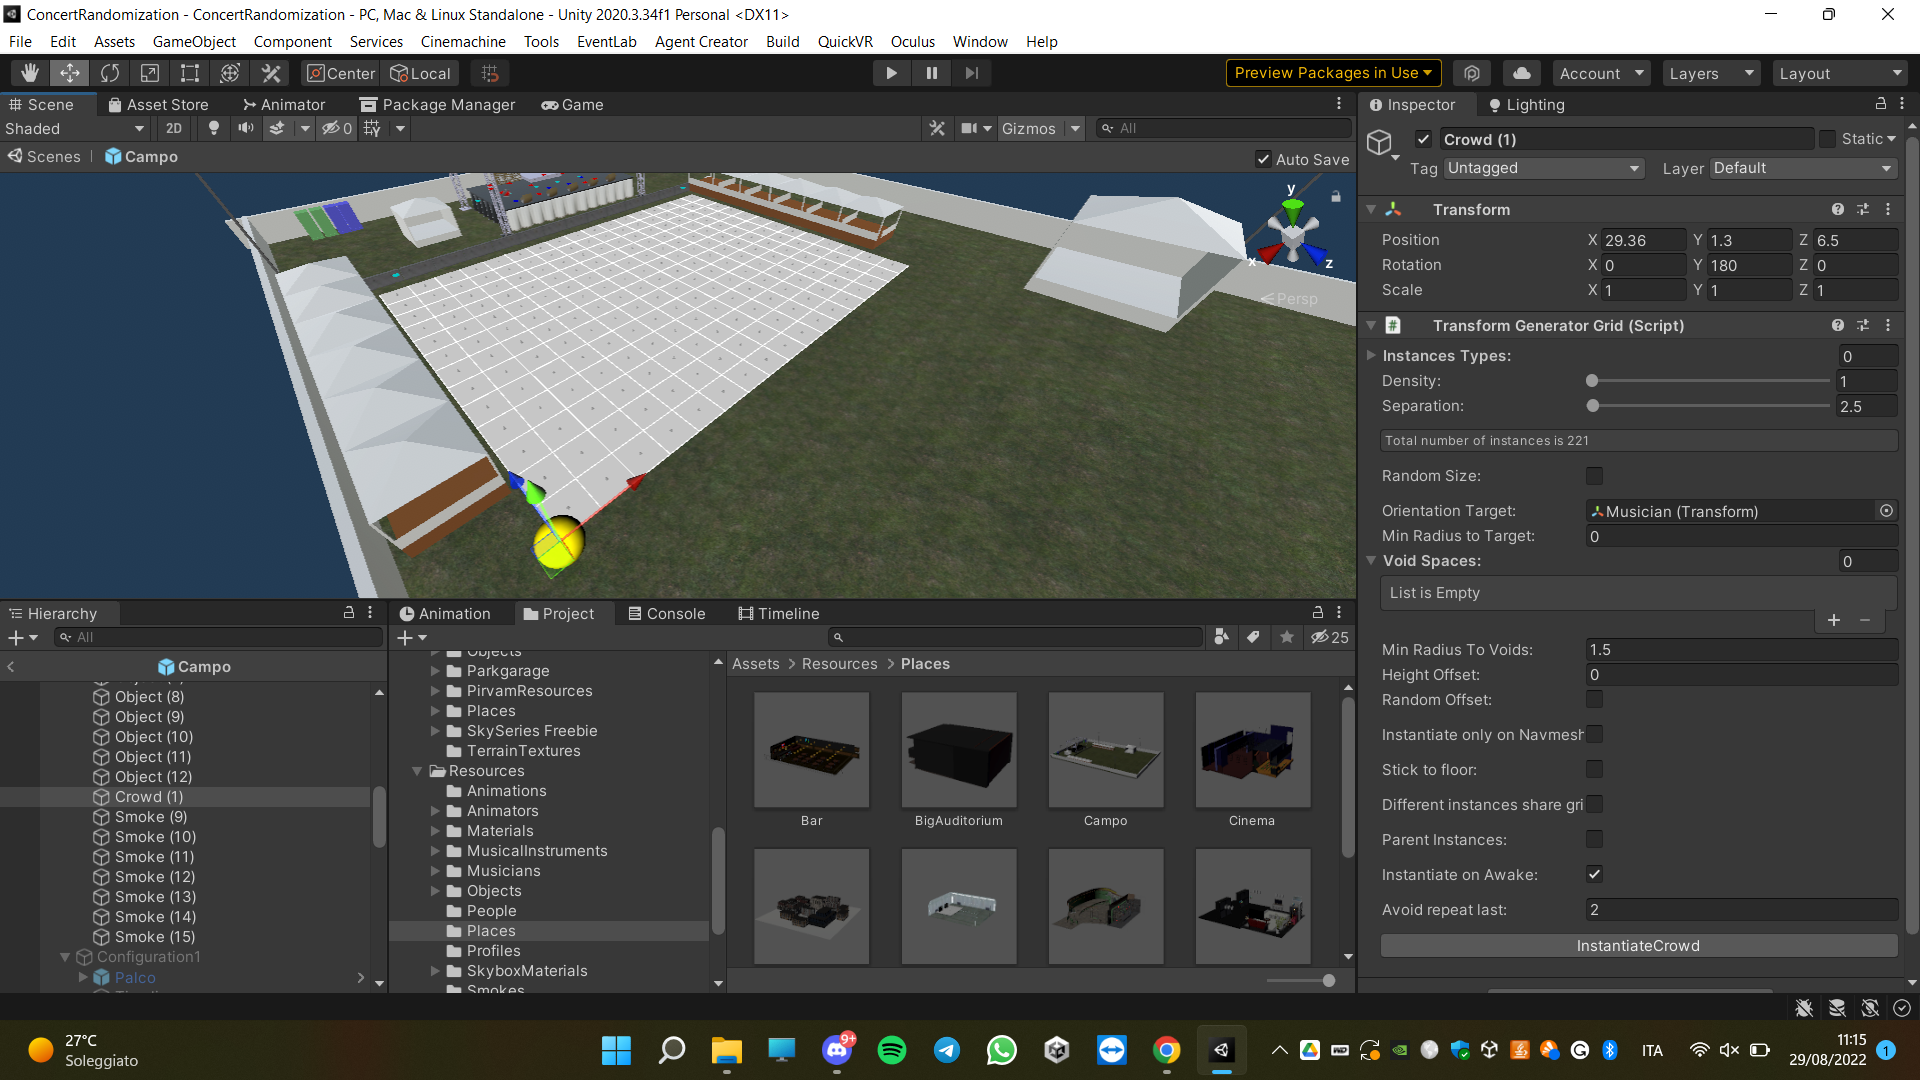 ConcertRandomization - ConcertRandomization - PC, Mac & Linux Standalone - Unity 2020.3.34f1 Personal <DX11>
File Edit Assets GameObject Component Services Cinemachine Tools EventLab Agent Creator Build QuickVR Oculus Window Help
Center Local Preview Packages in Use Account Layers Layout
Scene Asset Store Animator Package Manager Game
Shaded 2D 0 Gizmos All
Scenes Campo Auto Save
y
x
z
Persp
Inspector Lighting
Crowd (1) Static
Tag Untagged Layer Default
Transform
Position X 29.36 Y 1.3 Z 6.5
Rotation X 0 Y 180 Z 0
Scale X 1 Y 1 Z 1
Transform Generator Grid (Script)
Instances Types: 0
Density: 1
Separation: 2.5
Total number of instances is 221
Random Size:
Orientation Target: Musician (Transform)
Min Radius to Target: 0
Void Spaces: 0
List is Empty
+ −
Min Radius To Voids: 1.5
Height Offset: 0
Random Offset:
Instantiate only on Navmesh
Stick to floor:
Different instances share gri
Parent Instances:
Instantiate on Awake:
Avoid repeat last: 2
InstantiateCrowd
Hierarchy
All
Campo
Object (8)
Object (9)
Object (10)
Object (11)
Object (12)
Crowd (1)
Smoke (9)
Smoke (10)
Smoke (11)
Smoke (12)
Smoke (13)
Smoke (14)
Smoke (15)
Configuration1
Palco
Animation Project Console Timeline
25
Objects
Parkgarage
PirvamResources
Places
SkySeries Freebie
TerrainTextures
Resources
Animations
Animators
Materials
MusicalInstruments
Musicians
Objects
People
Places
Profiles
SkyboxMaterials
Smokes
Assets > Resources > Places
Bar BigAuditorium Campo Cinema
27°C
Soleggiato
9+
ITA
11:15
29/08/2022
1